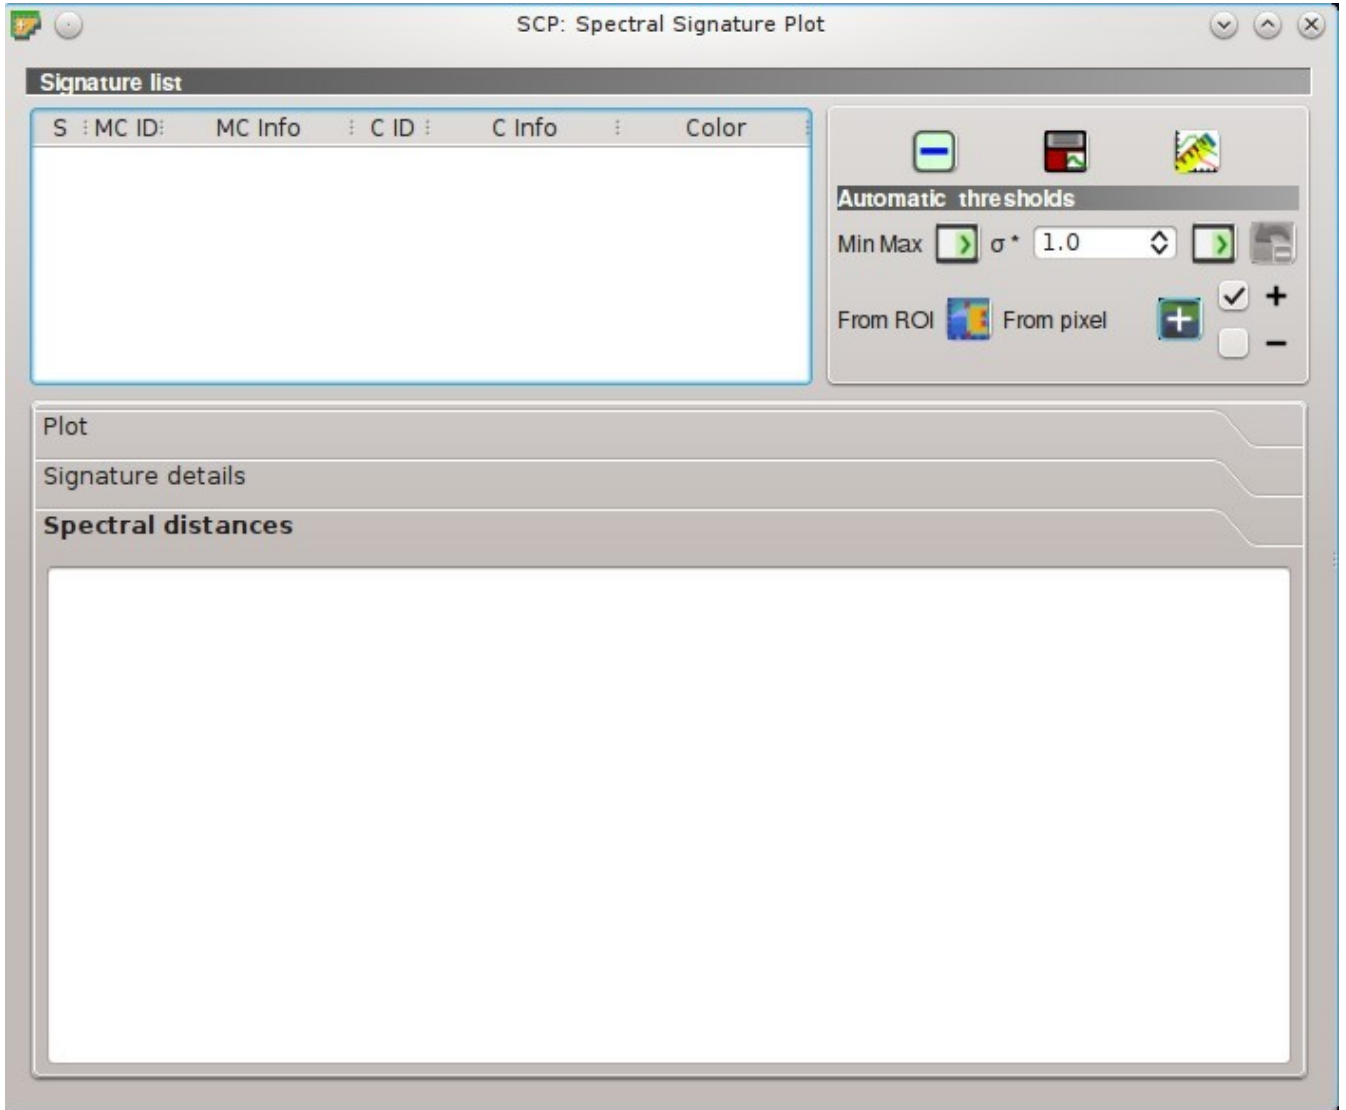 SCP: Spectral Signature Plot
Signature list
S MC ID MC Info C ID C Info Color
Automatic thresholds
Min Max σ * 1.0
From ROI From pixel +
−
Plot
Signature details
Spectral distances